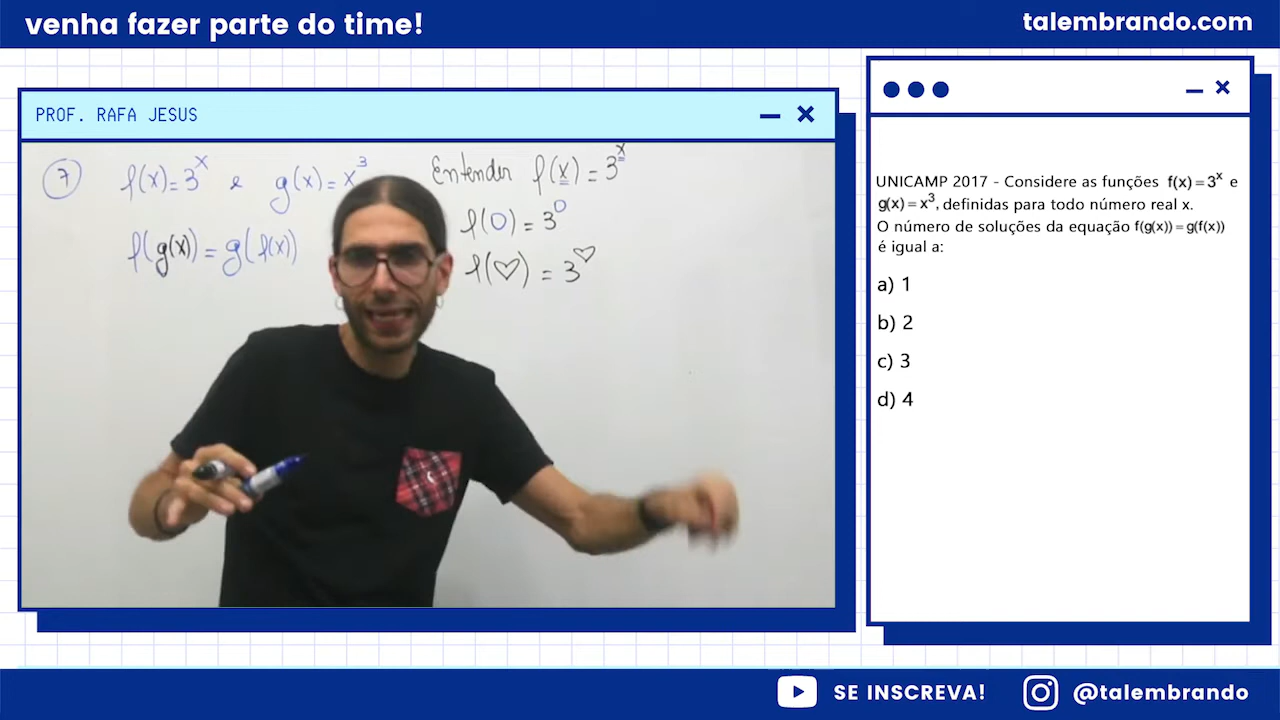 venha fazer parte do time!
talembrando.com
PROF. RAFA JESUS
7 f(x)=3^x e g(x)=x^3
f(g(x))=g(f(x))
Entender f(x)=3^x
f(0)=3^0
f(♡)=3^♡
UNICAMP 2017 - Considere as funções f(x)=3^x e
g(x)=x^3, definidas para todo número real x.
O número de soluções da equação f(g(x))=g(f(x))
é igual a:
a) 1
b) 2
c) 3
d) 4
SE INSCREVA!
@talembrando